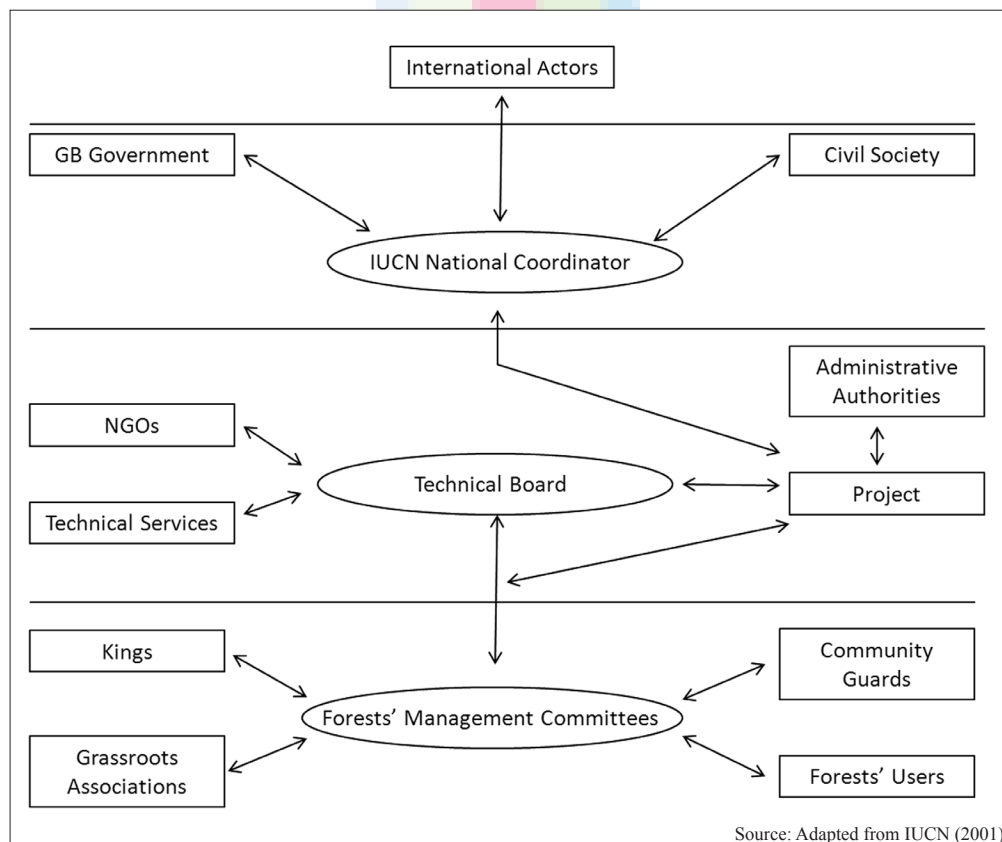 International Actors
GB Government
Civil Society
IUCN National Coordinator
Administrative
Authorities
NGOs
Technical Board
Project
Technical Services
Kings
Community
Guards
Forests’ Management Committees
Grassroots
Associations
Forests’ Users
Source: Adapted from IUCN (2001)